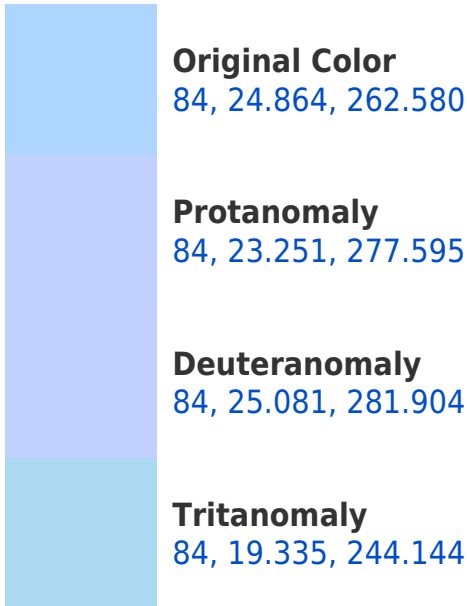 Original Color
84, 24.864, 262.580
Protanomaly
84, 23.251, 277.595
Deuteranomaly
84, 25.081, 281.904
Tritanomaly
84, 19.335, 244.144